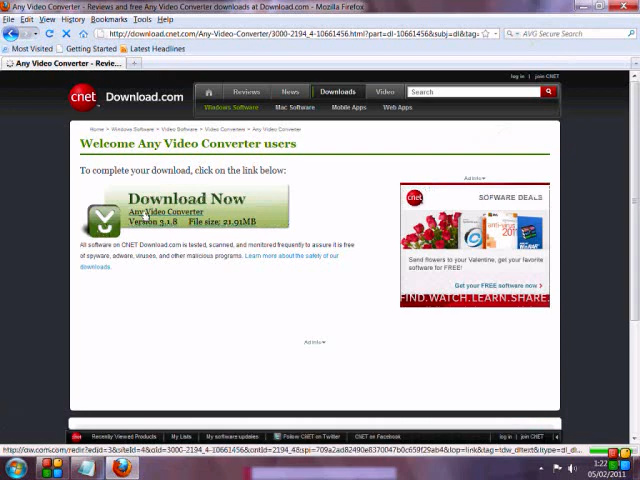 Any Video Converter - Reviews and free Any Video Converter downloads at Download.com - Mozilla Firefox
File Edit View History Bookmarks Tools Help
http://download.cnet.com/Any-Video-Converter/3000-2194_4-10661456.html?part=dl-10661456&subj=dl&tag=
AVG Secure Search
Most Visited Getting Started Latest Headlines
Any Video Converter - Revie...
log in | join CNET
cnet Download.com
Reviews News Downloads Video Search
Windows Software Mac Software Mobile Apps Web Apps
Home > Windows Software > Video Software > Video Converters > Any Video Converter
Welcome Any Video Converter users
To complete your download, click on the link below:
Ad info
Download Now
Any Video Converter
Version 3.1.8 File size: 21.91MB
cnet SOFWARE DEALS
anti-virus 2011
All software on CNET Download.com is tested, scanned, and monitored frequently to assure it is free
of spyware, adware, viruses, and other malicious programs. Learn more about the safety of our
downloads.
Send flowers to your Valentine, get your favorite
software for FREE!
Get your FREE software now
FIND.WATCH.LEARN.SHARE.
Ad info
cnet Recently Viewed Products | My Lists | My software updates | Follow CNET on Twitter | CNET on Facebook log in | join CNET
1:22
05/02/2011